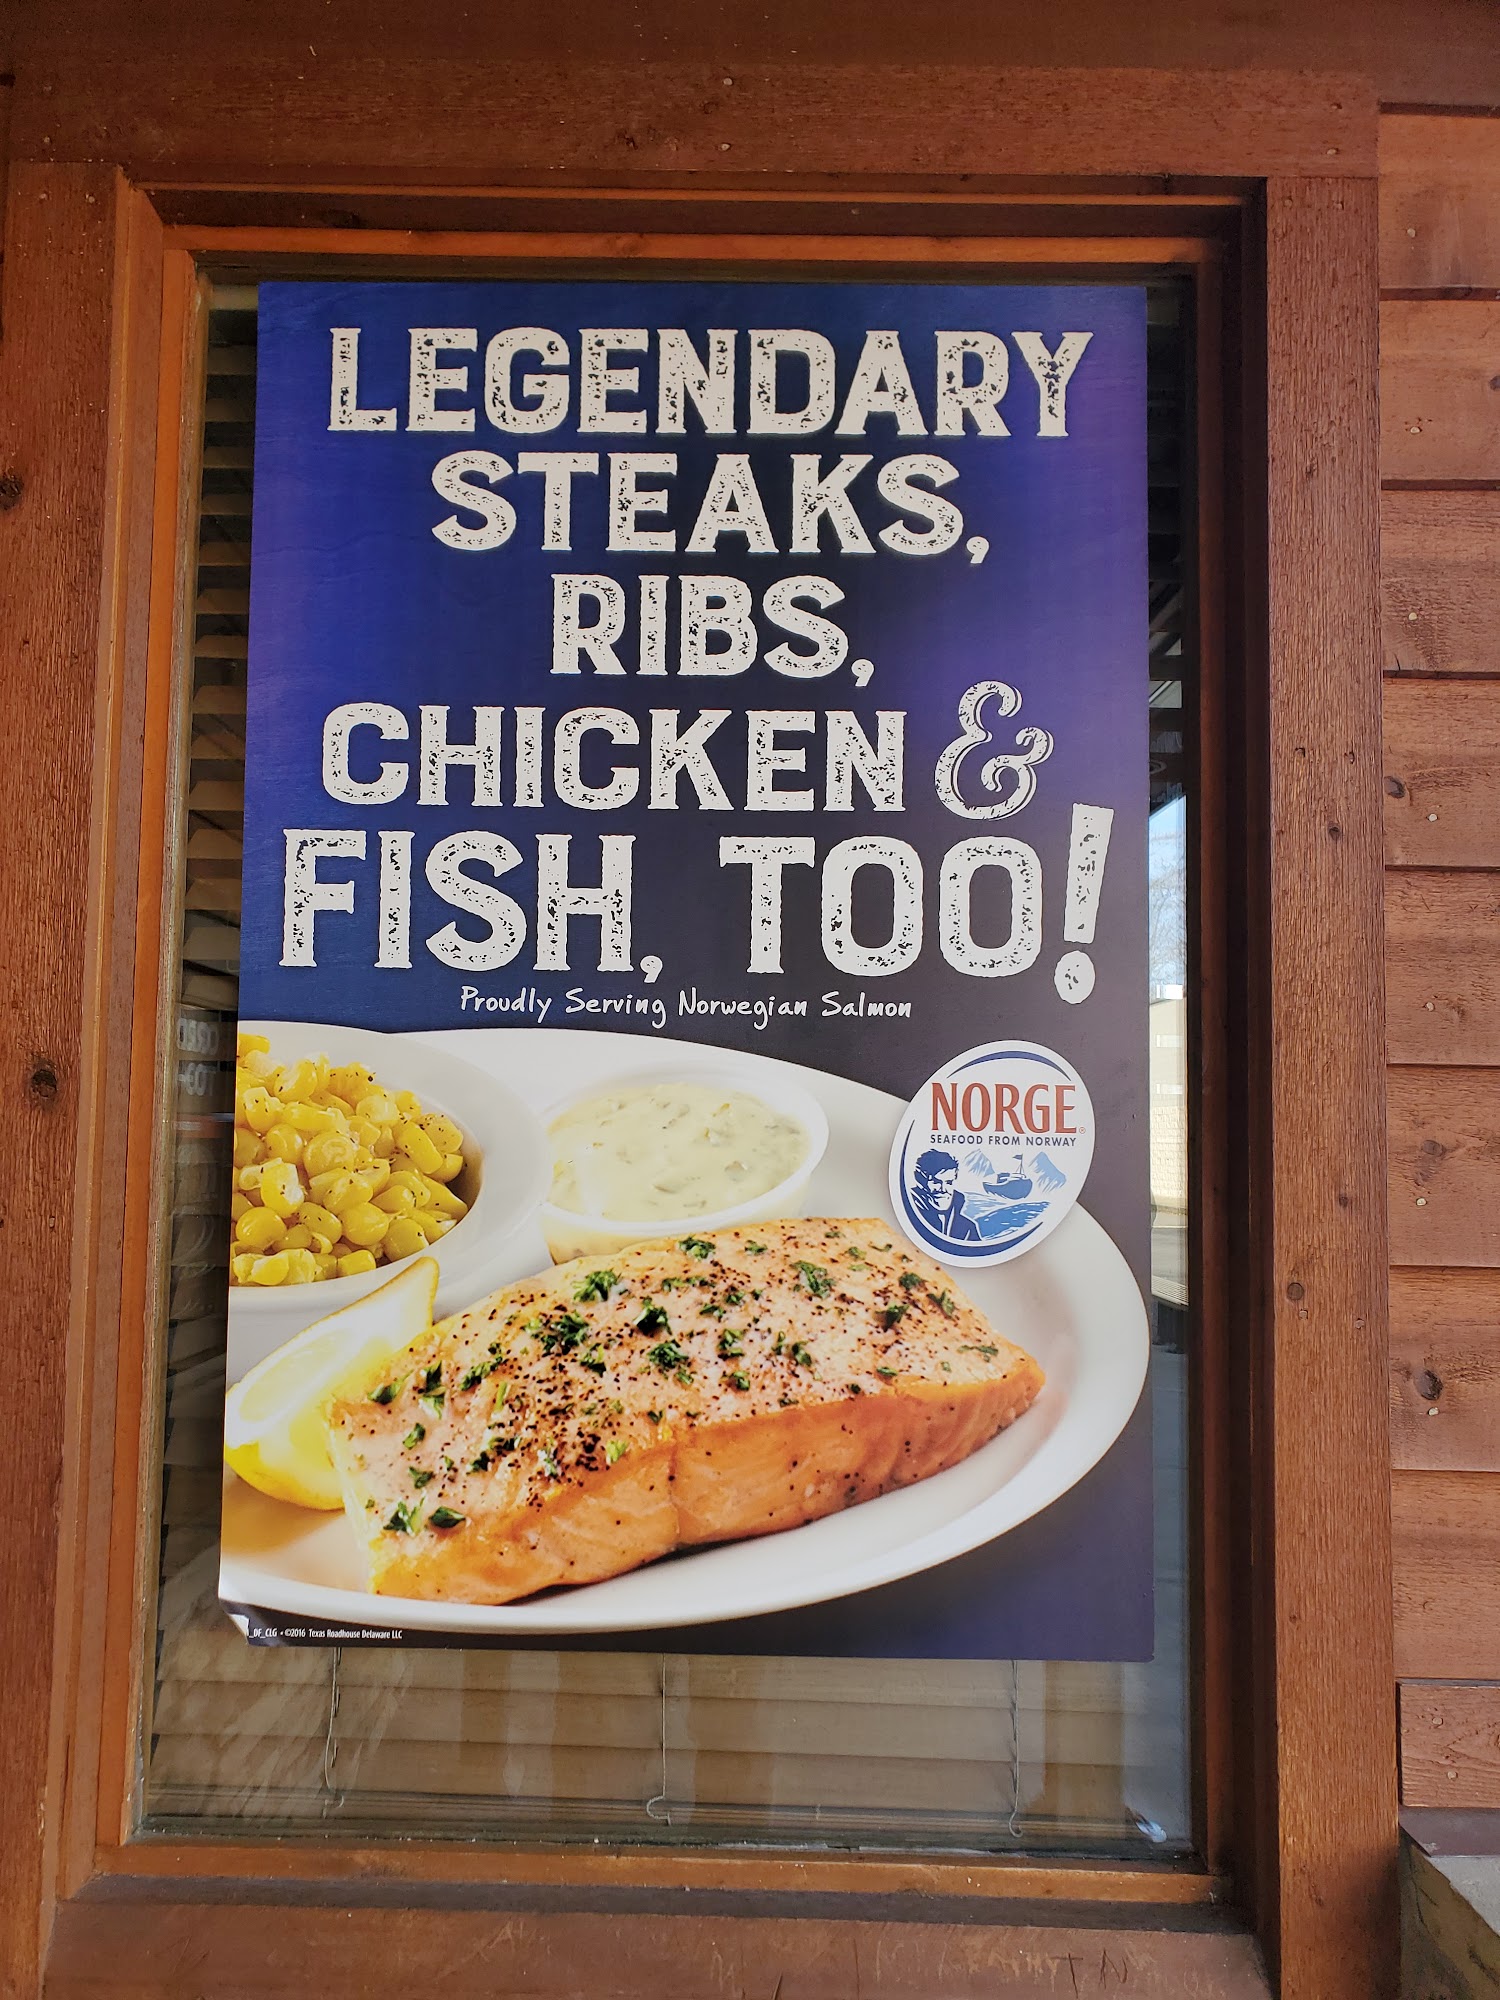 LEGENDARY
STEAKS,
RIBS,
CHICKEN &
FISH, TOO!
Proudly Serving Norwegian Salmon
NORGE®
SEAFOOD FROM NORWAY
_DF_CLG • ©2016 Texas Roadhouse Delaware LLC